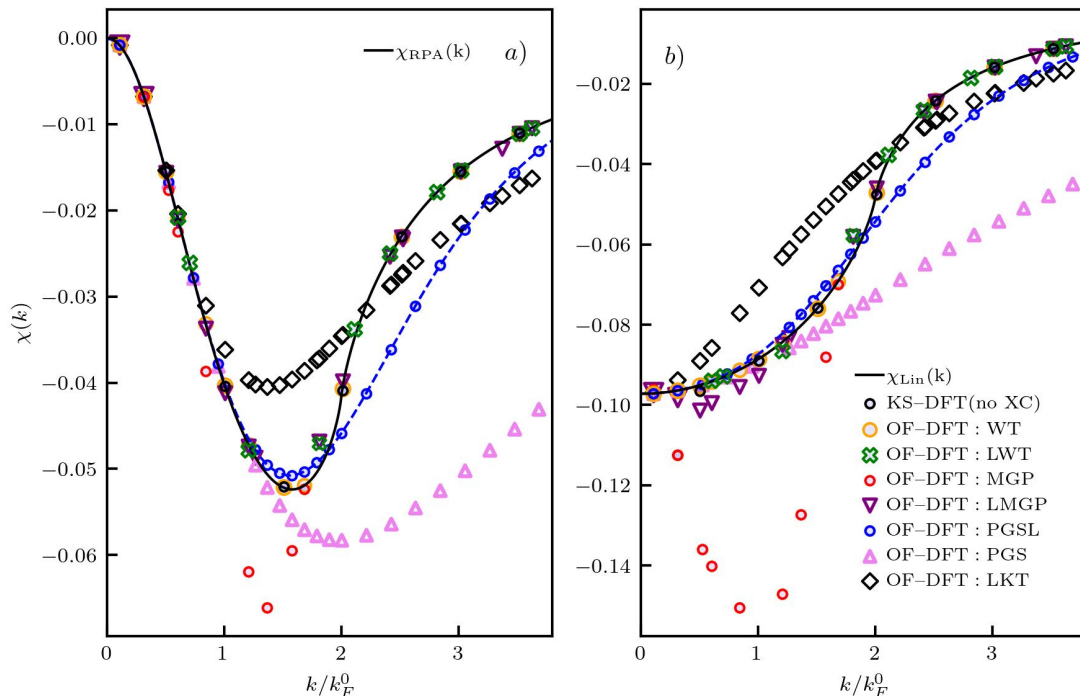 χ_RPA(k) a)
0.00
−0.01
−0.02
−0.03
−0.04
−0.05
−0.06
χ(k)
0 1 2 3
k/k_F^0
b)
−0.02
−0.04
−0.06
−0.08
−0.10
−0.12
−0.14
χ_Lin(k)
KS–DFT(no XC)
OF–DFT : WT
OF–DFT : LWT
OF–DFT : MGP
OF–DFT : LMGP
OF–DFT : PGSL
OF–DFT : PGS
OF–DFT : LKT
0 1 2 3
k/k_F^0